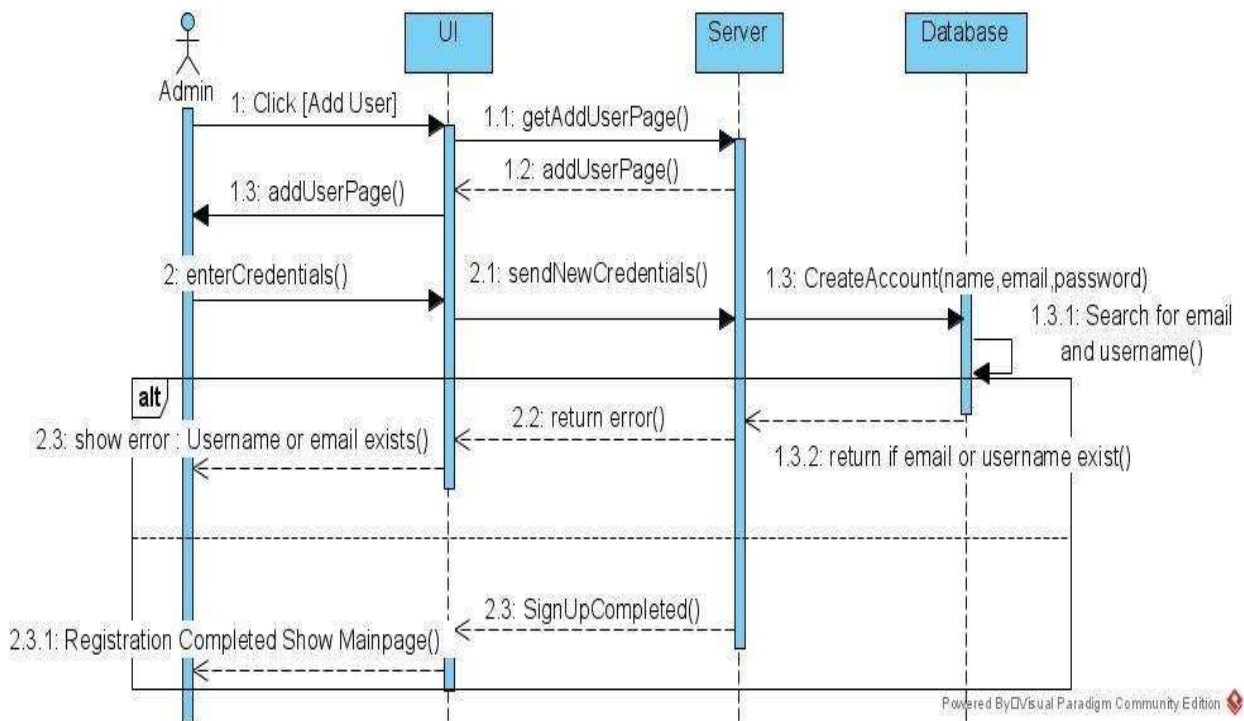 UI
Server
Database
Admin
1: Click [Add User]
1.1: getAddUserPage()
1.2: addUserPage()
1.3: addUserPage()
2: enterCredentials()
2.1: sendNewCredentials()
1.3: CreateAccount(name,email,password)
1.3.1: Search for email
and username()
alt
2.2: return error()
2.3: show error : Username or email exists()
1.3.2: return if email or username exist()
2.3: SignUpCompleted()
2.3.1: Registration Completed Show Mainpage()
Powered By□Visual Paradigm Community Edition